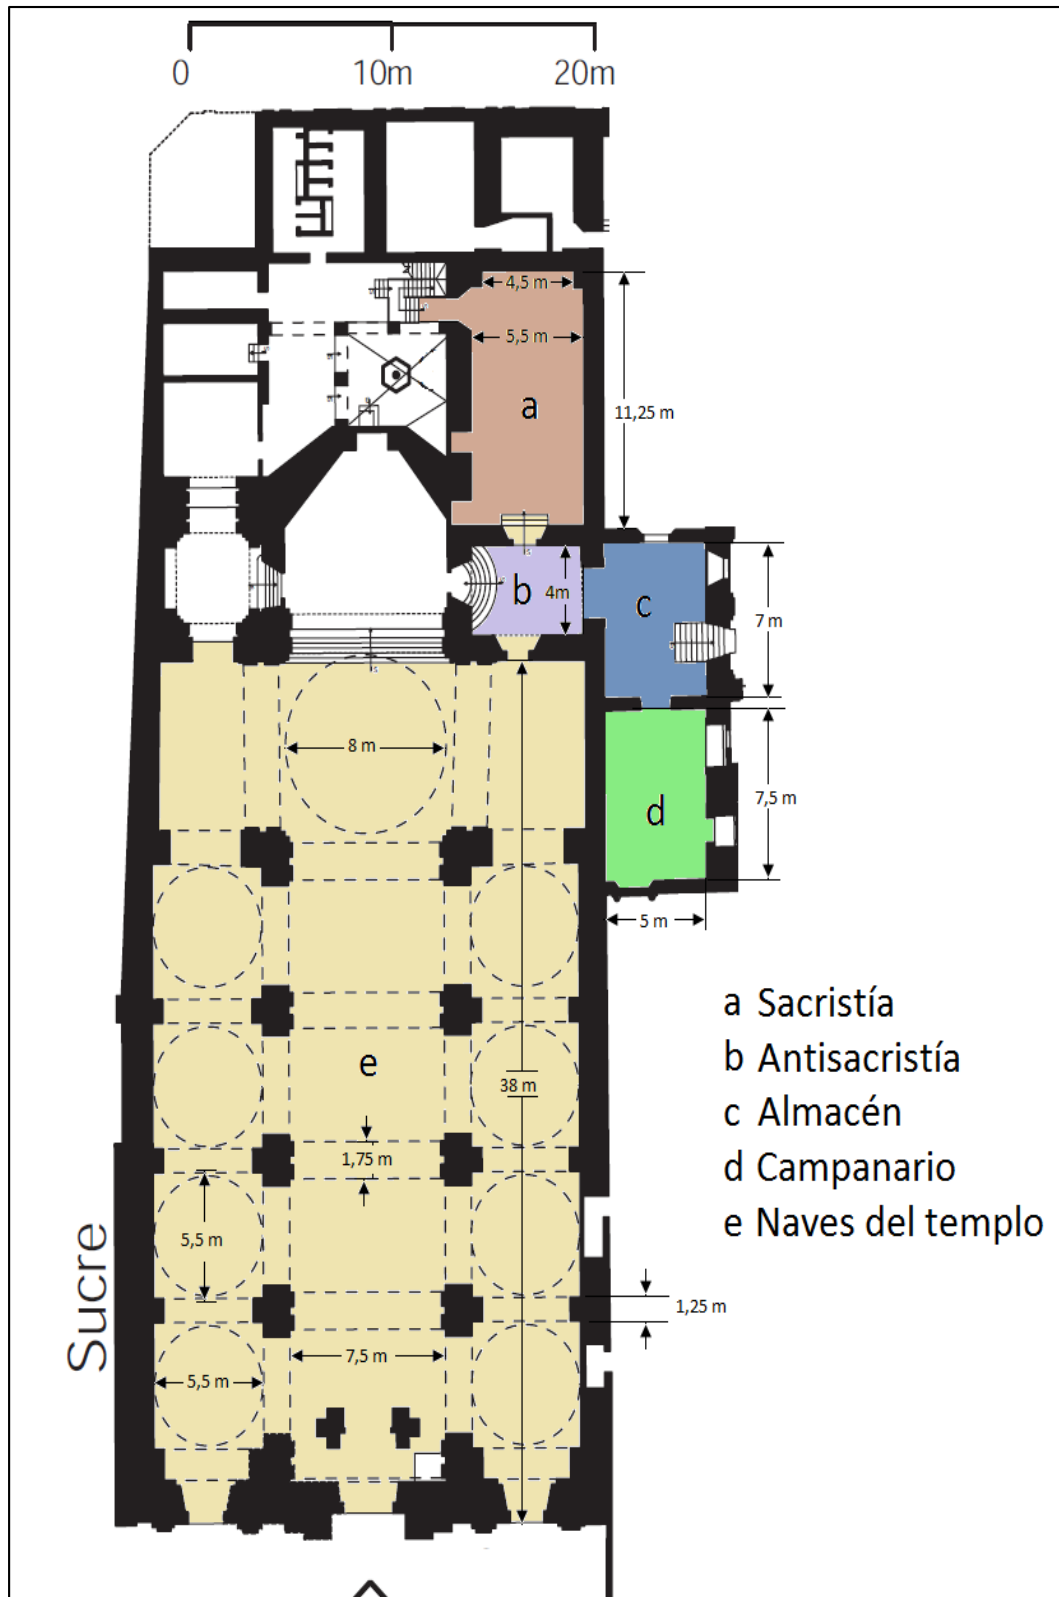 0 10m 20m
4,5 m
5,5 m
a
11,25 m
b
4m
c
7 m
8 m
7,5 m
d
5 m
a Sacristía
b Antisacristía
c Almacén
d Campanario
e Naves del templo
e
38 m
1,75 m
5,5 m
Sucre
1,25 m
7,5 m
5,5 m